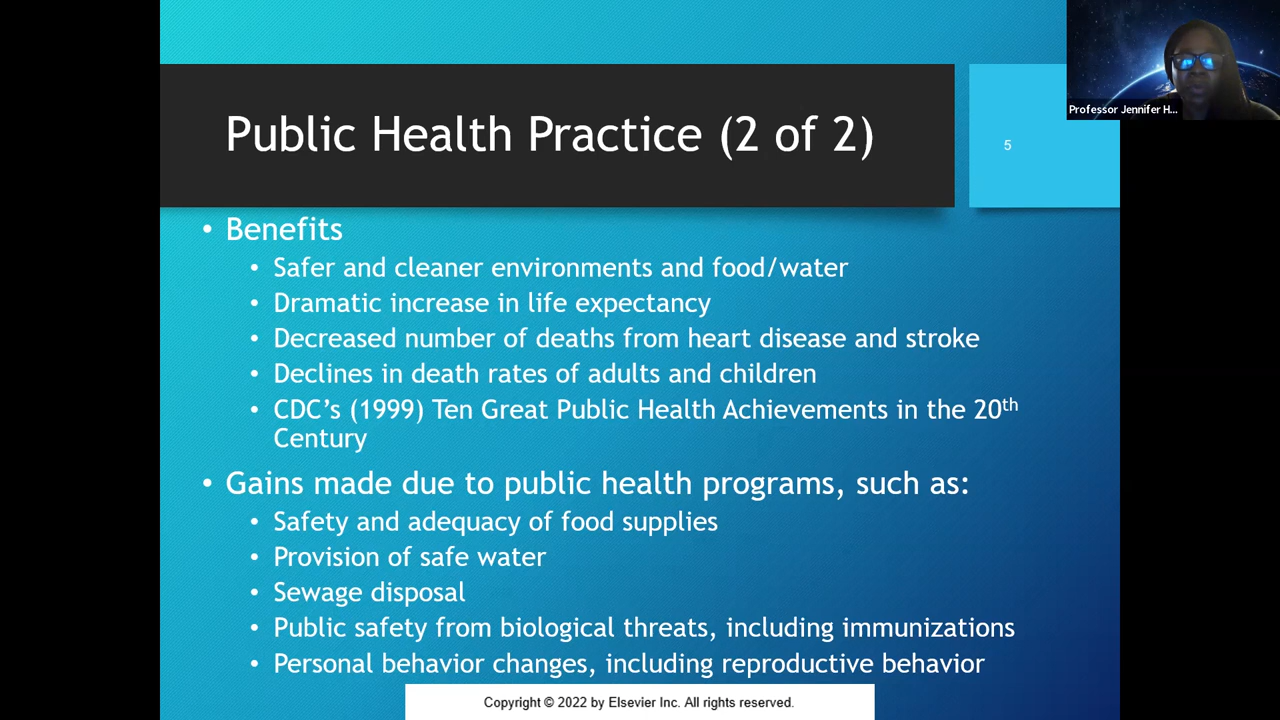 Professor Jennifer H...
Public Health Practice (2 of 2)
5
• Benefits
• Safer and cleaner environments and food/water
• Dramatic increase in life expectancy
• Decreased number of deaths from heart disease and stroke
• Declines in death rates of adults and children
• CDC’s (1999) Ten Great Public Health Achievements in the 20th
Century
• Gains made due to public health programs, such as:
• Safety and adequacy of food supplies
• Provision of safe water
• Sewage disposal
• Public safety from biological threats, including immunizations
• Personal behavior changes, including reproductive behavior
Copyright © 2022 by Elsevier Inc. All rights reserved.